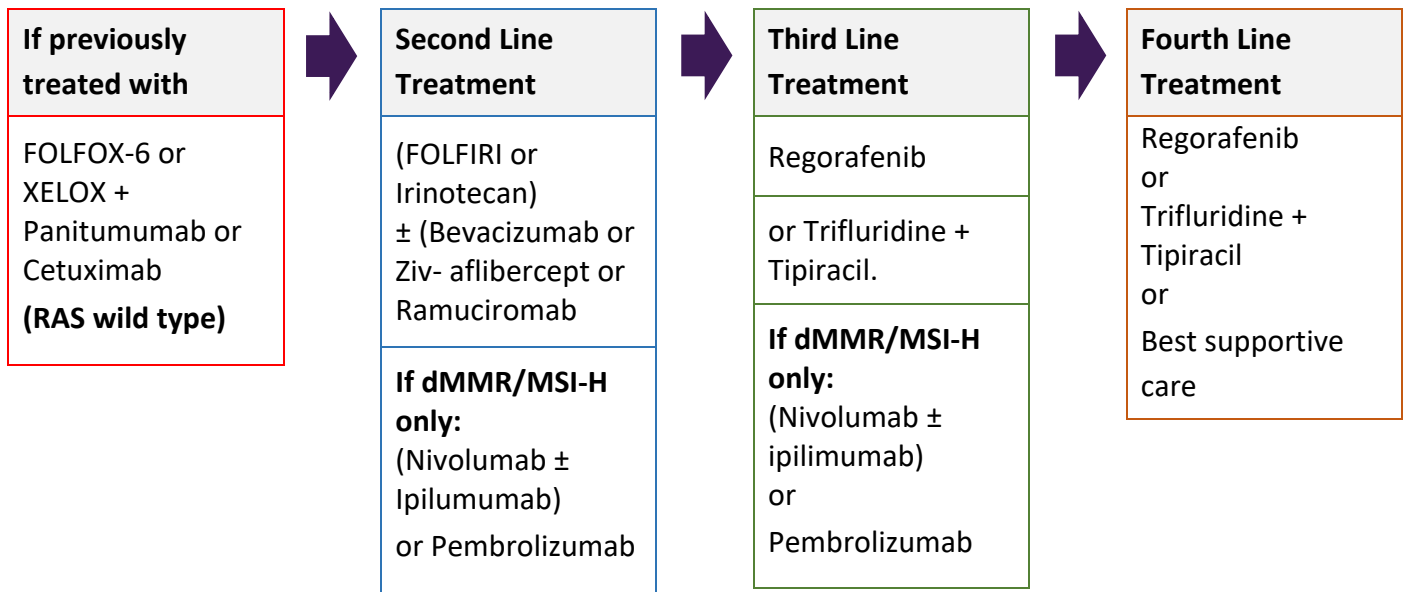 If previously
treated with
FOLFOX-6 or
XELOX +
Panitumumab or
Cetuximab
(RAS wild type)
Second Line
Treatment
(FOLFIRI or
Irinotecan)
± (Bevacizumab or
Ziv- aflibercept or
Ramuciromab
If dMMR/MSI-H
only:
(Nivolumab ±
Ipilumumab)
or Pembrolizumab
Third Line
Treatment
Regorafenib
or Trifluridine +
Tipiracil.
If dMMR/MSI-H
only:
(Nivolumab ±
ipilimumab)
or
Pembrolizumab
Fourth Line
Treatment
Regorafenib
or
Trifluridine +
Tipiracil
or
Best supportive
care